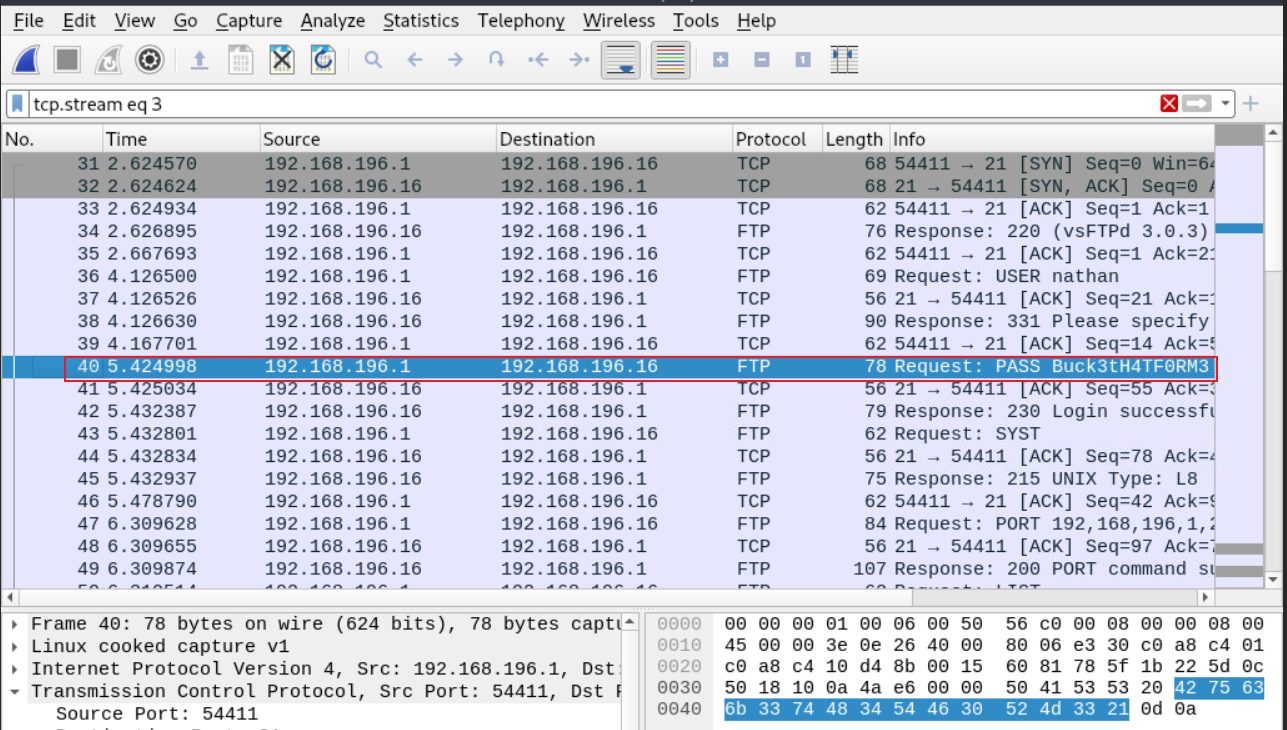 File Edit View Go Capture Analyze Statistics Telephony Wireless Tools Help
tcp.stream eq 3
No. Time Source Destination Protocol Length Info
31 2.624570 192.168.196.1 192.168.196.16 TCP 68 54411 → 21 [SYN] Seq=0 Win=64
32 2.624624 192.168.196.16 192.168.196.1 TCP 68 21 → 54411 [SYN, ACK] Seq=0 A
33 2.624934 192.168.196.1 192.168.196.16 TCP 62 54411 → 21 [ACK] Seq=1 Ack=1
34 2.626895 192.168.196.16 192.168.196.1 FTP 76 Response: 220 (vsFTPd 3.0.3)
35 2.667693 192.168.196.1 192.168.196.16 TCP 62 54411 → 21 [ACK] Seq=1 Ack=21
36 4.126500 192.168.196.1 192.168.196.16 FTP 69 Request: USER nathan
37 4.126526 192.168.196.16 192.168.196.1 TCP 56 21 → 54411 [ACK] Seq=21 Ack=1
38 4.126630 192.168.196.16 192.168.196.1 FTP 90 Response: 331 Please specify
39 4.167701 192.168.196.1 192.168.196.16 TCP 62 54411 → 21 [ACK] Seq=14 Ack=5
40 5.424998 192.168.196.1 192.168.196.16 FTP 78 Request: PASS Buck3tH4TF0RM3
41 5.425034 192.168.196.16 192.168.196.1 TCP 56 21 → 54411 [ACK] Seq=55 Ack=3
42 5.432387 192.168.196.16 192.168.196.1 FTP 79 Response: 230 Login successfu
43 5.432801 192.168.196.1 192.168.196.16 FTP 62 Request: SYST
44 5.432834 192.168.196.16 192.168.196.1 TCP 56 21 → 54411 [ACK] Seq=78 Ack=4
45 5.432937 192.168.196.16 192.168.196.1 FTP 75 Response: 215 UNIX Type: L8
46 5.478790 192.168.196.1 192.168.196.16 TCP 62 54411 → 21 [ACK] Seq=42 Ack=9
47 6.309628 192.168.196.1 192.168.196.16 FTP 84 Request: PORT 192,168,196,1,2
48 6.309655 192.168.196.16 192.168.196.1 TCP 56 21 → 54411 [ACK] Seq=97 Ack=7
49 6.309874 192.168.196.16 192.168.196.1 FTP 107 Response: 200 PORT command su
Frame 40: 78 bytes on wire (624 bits), 78 bytes captu
Linux cooked capture v1
Internet Protocol Version 4, Src: 192.168.196.1, Dst:
Transmission Control Protocol, Src Port: 54411, Dst P
Source Port: 54411
0000 00 00 00 01 00 06 00 50 56 c0 00 08 00 00 08 00
0010 45 00 00 3e 0e 26 40 00 80 06 e3 30 c0 a8 c4 01
0020 c0 a8 c4 10 d4 8b 00 15 60 81 78 5f 1b 22 5d 0c
0030 50 18 10 0a 4a e6 00 00 50 41 53 53 20 42 75 63
0040 6b 33 74 48 34 54 46 30 52 4d 33 21 0d 0a